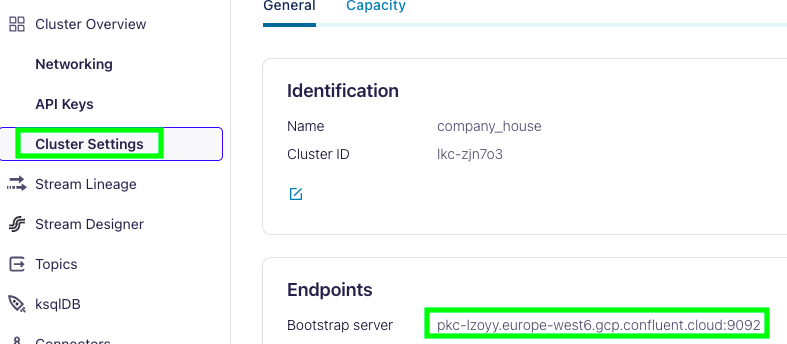 General Capacity
Cluster Overview
Networking
API Keys
Cluster Settings
Stream Lineage
Stream Designer
Topics
ksqlDB
Connectors
Identification
Name company_house
Cluster ID lkc-zjn7o3
Endpoints
Bootstrap server pkc-lzoyy.europe-west6.gcp.confluent.cloud:9092